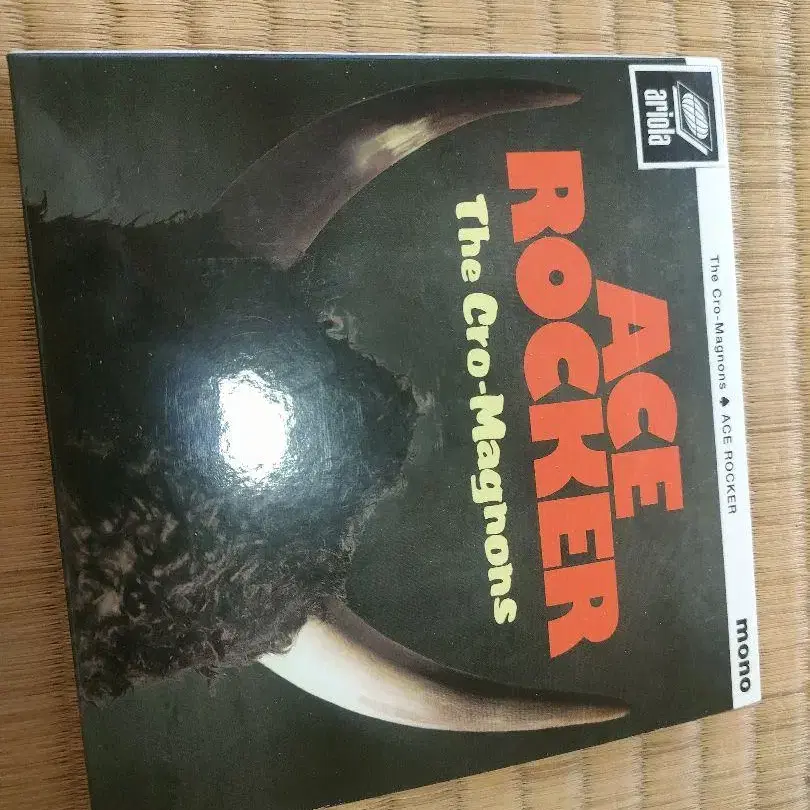 ariola
The Cro-Magnons ♠ ACE ROCKER
mono
ACE
ROCKER
The Cro-Magnons